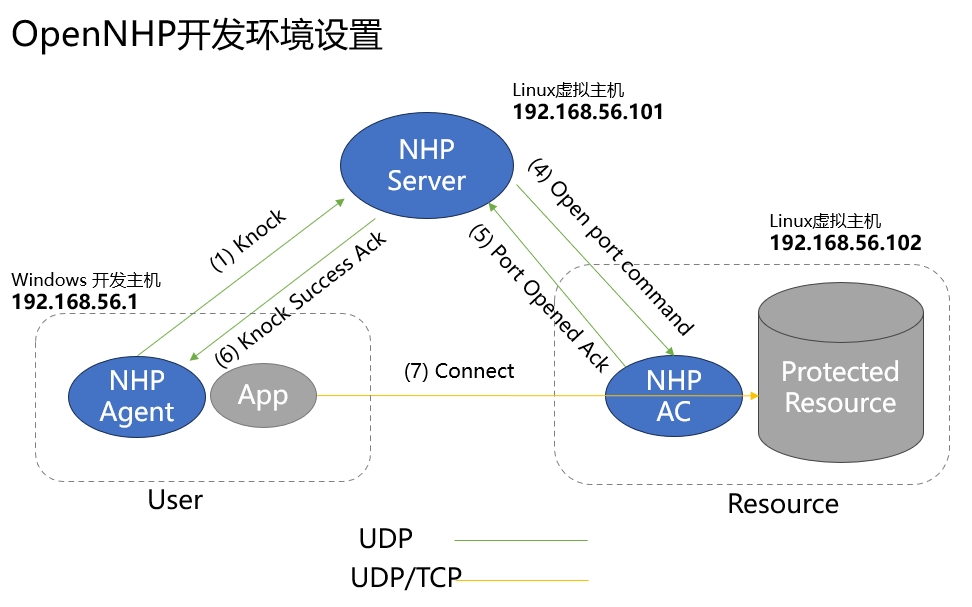 OpenNHP开发环境设置
Linux虚拟主机
192.168.56.101
NHP
Server
(1) Knock
(6) Knock Success Ack
(4) Open port command
(5) Port Opened Ack
Linux虚拟主机
192.168.56.102
Windows 开发主机
192.168.56.1
NHP
Agent
App
(7) Connect
NHP
AC
Protected
Resource
User
Resource
UDP
UDP/TCP